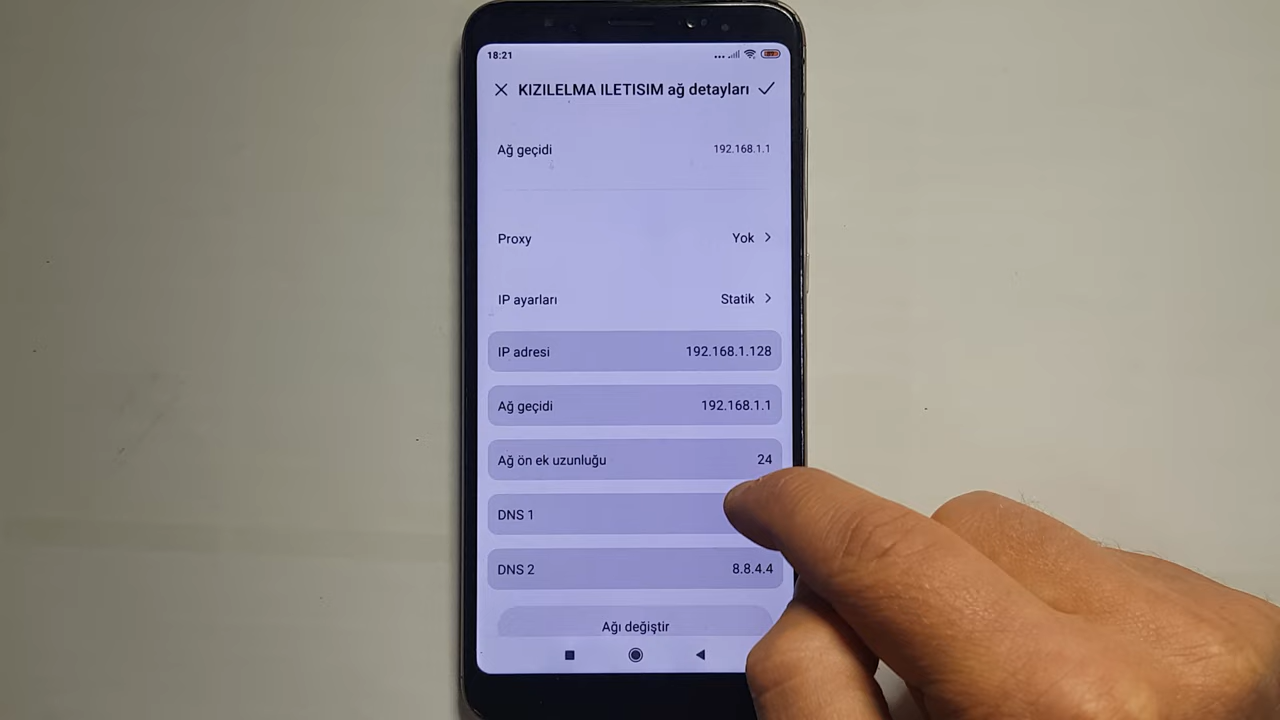 18:21
KIZILELMA ILETISIM ağ detayları
Ağ geçidi 192.168.1.1
Proxy Yok
IP ayarları Statik
IP adresi 192.168.1.128
Ağ geçidi 192.168.1.1
Ağ ön ek uzunluğu 24
DNS 1
DNS 2 8.8.4.4
Ağı değiştir